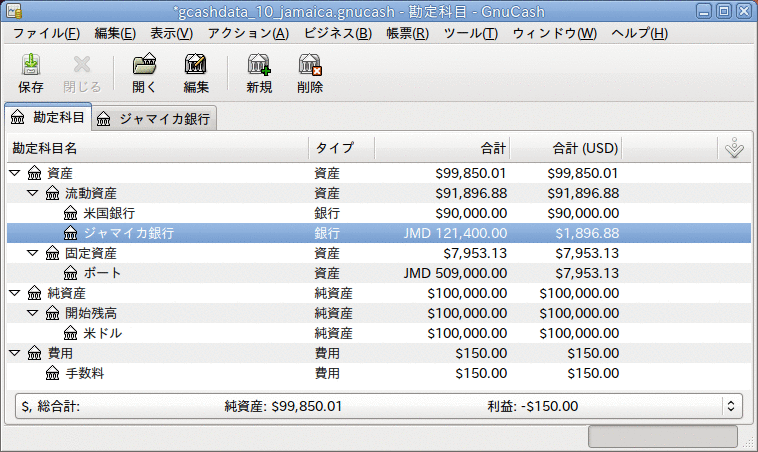 *gcashdata_10_jamaica.gnucash - 勘定科目 - GnuCash
ファイル(F) 編集(E) 表示(V) アクション(A) ビジネス(B) 帳票(R) ツール(T) ウィンドウ(W) ヘルプ(H)
保存 閉じる 開く 編集 新規 削除
勘定科目 ジャマイカ銀行
勘定科目名 タイプ 合計 合計 (USD)
資産 資産 $99,850.01 $99,850.01
流動資産 資産 $91,896.88 $91,896.88
米国銀行 銀行 $90,000.00 $90,000.00
ジャマイカ銀行 銀行 JMD 121,400.00 $1,896.88
固定資産 資産 $7,953.13 $7,953.13
ボート 資産 JMD 509,000.00 $7,953.13
純資産 純資産 $100,000.00 $100,000.00
開始残高 純資産 $100,000.00 $100,000.00
米ドル 純資産 $100,000.00 $100,000.00
費用 費用 $150.00 $150.00
手数料 費用 $150.00 $150.00
$, 総合計: 純資産: $99,850.01 利益: -$150.00